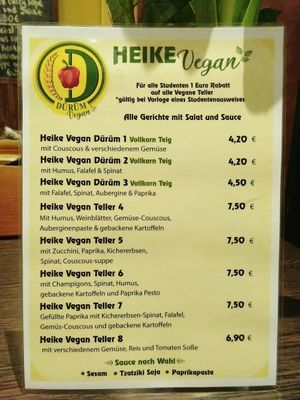 DÜRÜM
Vegan
HEIKE Vegan
Für alle Studenten 1 Euro Rabatt
auf alle Vegane Teller
*gültig bei Vorlage eines Studentenausweises
Alle Gerichte mit Salat und Sauce
Heike Vegan Düräm 1 Vollkorn Teig 4,20 €
mit Couscous & verschiedenem Gemüse
Heike Vegan Düräm 2 Vollkorn Teig 4,20 €
mit Humus, Falafel & Spinat
Heike Vegan Düräm 3 Vollkorn Teig 4,50 €
mit Falafel, Spinat, Aubergine & Paprika
Heike Vegan Teller 4 7,50 €
Mit Humus, Weinblätter, Gemüse-Couscous,
Auberginenpaste & gebackene Kartoffeln
Heike Vegan Teller 5 7,50 €
mit Zucchini, Paprika, Kichererbsen,
Spinat, Couscous-suppe
Heike Vegan Teller 6 7,50 €
mit Champigons, Spinat, Humus,
gebackene Kartoffeln und Paprika Pesto
Heike Vegan Teller 7 7,50 €
Gefüllte Paprika mit Kichererbsen-Spinat, Falafel,
Gemüs-Couscous und gebackene Kartoffeln
Heike Vegan Teller 8 6,90 €
mit verschiedenem Gemüse, Reis und Tomaten Soße
Sauce nach Wahl
• Sesam • Tzatziki Soja • Paprikapaste